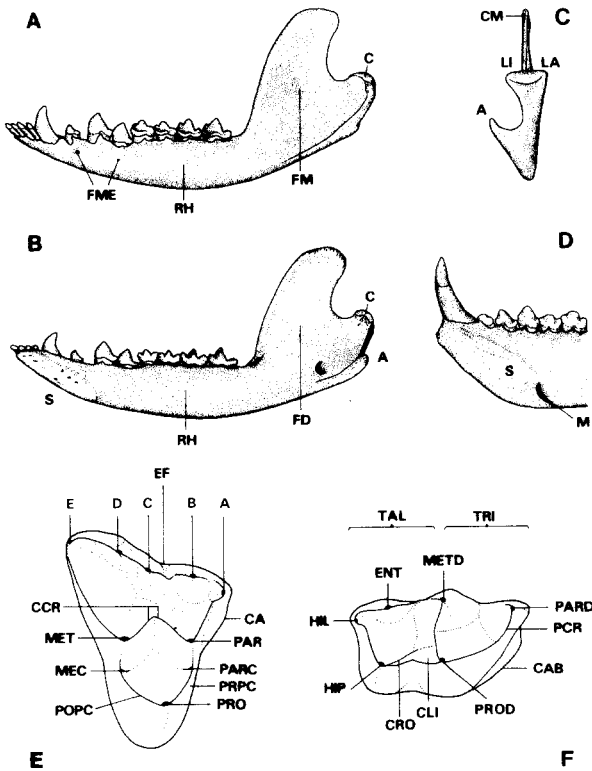 A
C
FM
FME
RH
CM
C
LI
LA
A
B
C
A
S
FD
RH
D
S
M
EF
E
D
C
B
A
CCR
CA
MET
PAR
MEC
PARC
PRPC
POPC
PRO
E
TAL
TRI
METD
ENT
PARD
HIL
PCR
CAB
HIP
CLI
PROD
CRO
F